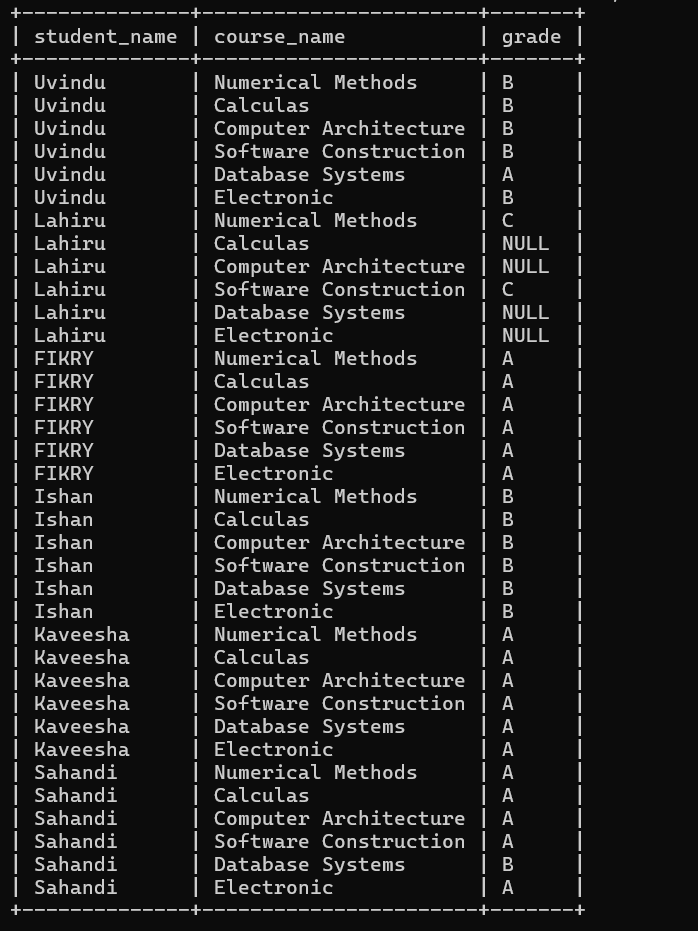 +--------------+-----------------------+-------+
| student_name | course_name           | grade |
+--------------+-----------------------+-------+
| Uvindu       | Numerical Methods     | B     |
| Uvindu       | Calculas              | B     |
| Uvindu       | Computer Architecture | B     |
| Uvindu       | Software Construction | B     |
| Uvindu       | Database Systems      | A     |
| Uvindu       | Electronic            | B     |
| Lahiru       | Numerical Methods     | C     |
| Lahiru       | Calculas              | NULL  |
| Lahiru       | Computer Architecture | NULL  |
| Lahiru       | Software Construction | C     |
| Lahiru       | Database Systems      | NULL  |
| Lahiru       | Electronic            | NULL  |
| FIKRY        | Numerical Methods     | A     |
| FIKRY        | Calculas              | A     |
| FIKRY        | Computer Architecture | A     |
| FIKRY        | Software Construction | A     |
| FIKRY        | Database Systems      | A     |
| FIKRY        | Electronic            | A     |
| Ishan        | Numerical Methods     | B     |
| Ishan        | Calculas              | B     |
| Ishan        | Computer Architecture | B     |
| Ishan        | Software Construction | B     |
| Ishan        | Database Systems      | B     |
| Ishan        | Electronic            | B     |
| Kaveesha     | Numerical Methods     | A     |
| Kaveesha     | Calculas              | A     |
| Kaveesha     | Computer Architecture | A     |
| Kaveesha     | Software Construction | A     |
| Kaveesha     | Database Systems      | A     |
| Kaveesha     | Electronic            | A     |
| Sahandi      | Numerical Methods     | A     |
| Sahandi      | Calculas              | A     |
| Sahandi      | Computer Architecture | A     |
| Sahandi      | Software Construction | A     |
| Sahandi      | Database Systems      | B     |
| Sahandi      | Electronic            | A     |
+--------------+-----------------------+-------+